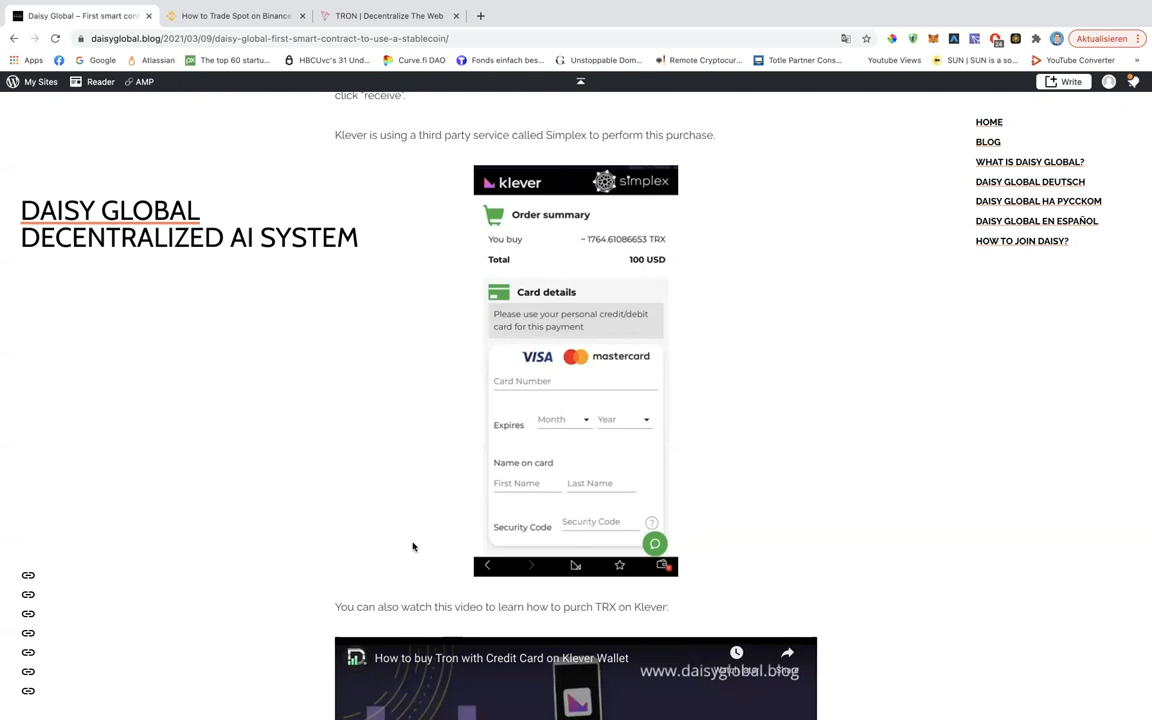 Daisy Global – First smart con
How to Trade Spot on Binance
TRON | Decentralize The Web
daisyglobal.blog/2021/03/09/daisy-global-first-smart-contract-to-use-a-stablecoin/
Aktualisieren
Apps
Google
Atlassian
The top 60 startu...
HBCUvc's 31 Und...
Curve.fi DAO
Fonds einfach bes...
Unstoppable Dom...
Remote Cryptocur...
Totle Partner Cons...
Youtube Views
SUN | SUN is a so...
YouTube Converter
»
My Sites
Reader
AMP
Write
click "receive".
Klever is using a third party service called Simplex to perform this purchase.
HOME
BLOG
WHAT IS DAISY GLOBAL?
DAISY GLOBAL DEUTSCH
DAISY GLOBAL НА РУССКОМ
DAISY GLOBAL EN ESPAÑOL
HOW TO JOIN DAISY?
DAISY GLOBAL
DECENTRALIZED AI SYSTEM
klever
simplex
Order summary
You buy
~ 1764.61086653 TRX
Total
100 USD
Card details
Please use your personal credit/debit
card for this payment
VISA
mastercard
Card Number
Expires
Month
Year
Name on card
First Name
Last Name
Security Code
Security Code
?
You can also watch this video to learn how to purch TRX on Klever:
How to buy Tron with Credit Card on Klever Wallet
www.daisyglobal.blog